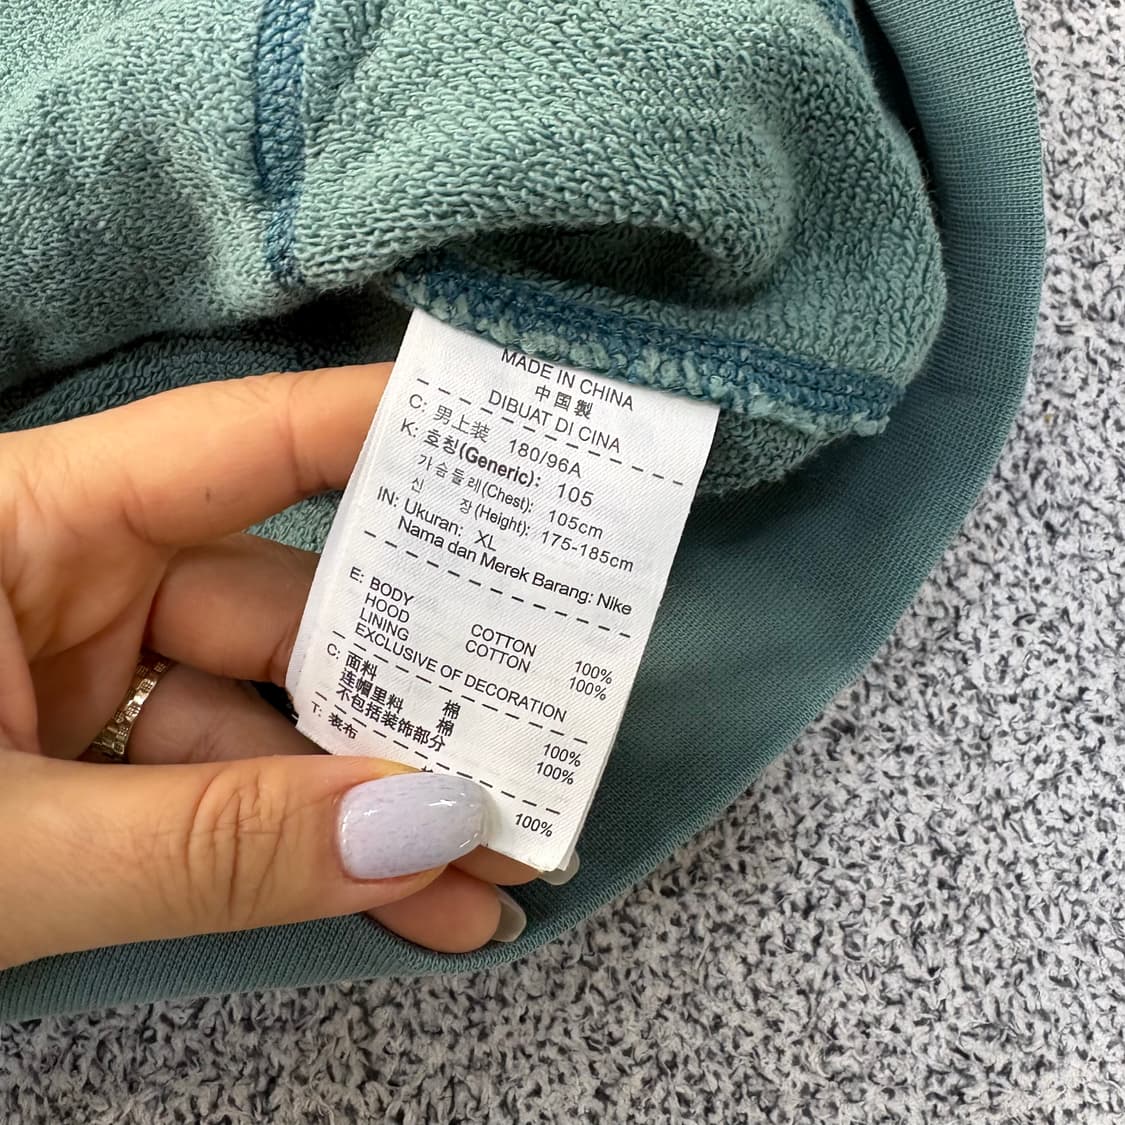 MADE IN CHINA
中国製
DIBUAT DI CINA
C: 男上装 180/96A
K: 호칭(Generic): 105
가슴둘레(Chest): 105cm
신 장(Height): 175-185cm
IN: Ukuran: XL
Nama dan Merek Barang: Nike
E: BODY COTTON 100%
HOOD
LINING COTTON 100%
EXCLUSIVE OF DECORATION
C: 面料 棉 100%
连帽里料 棉 100%
不包括装饰部分
T: 表布 100%